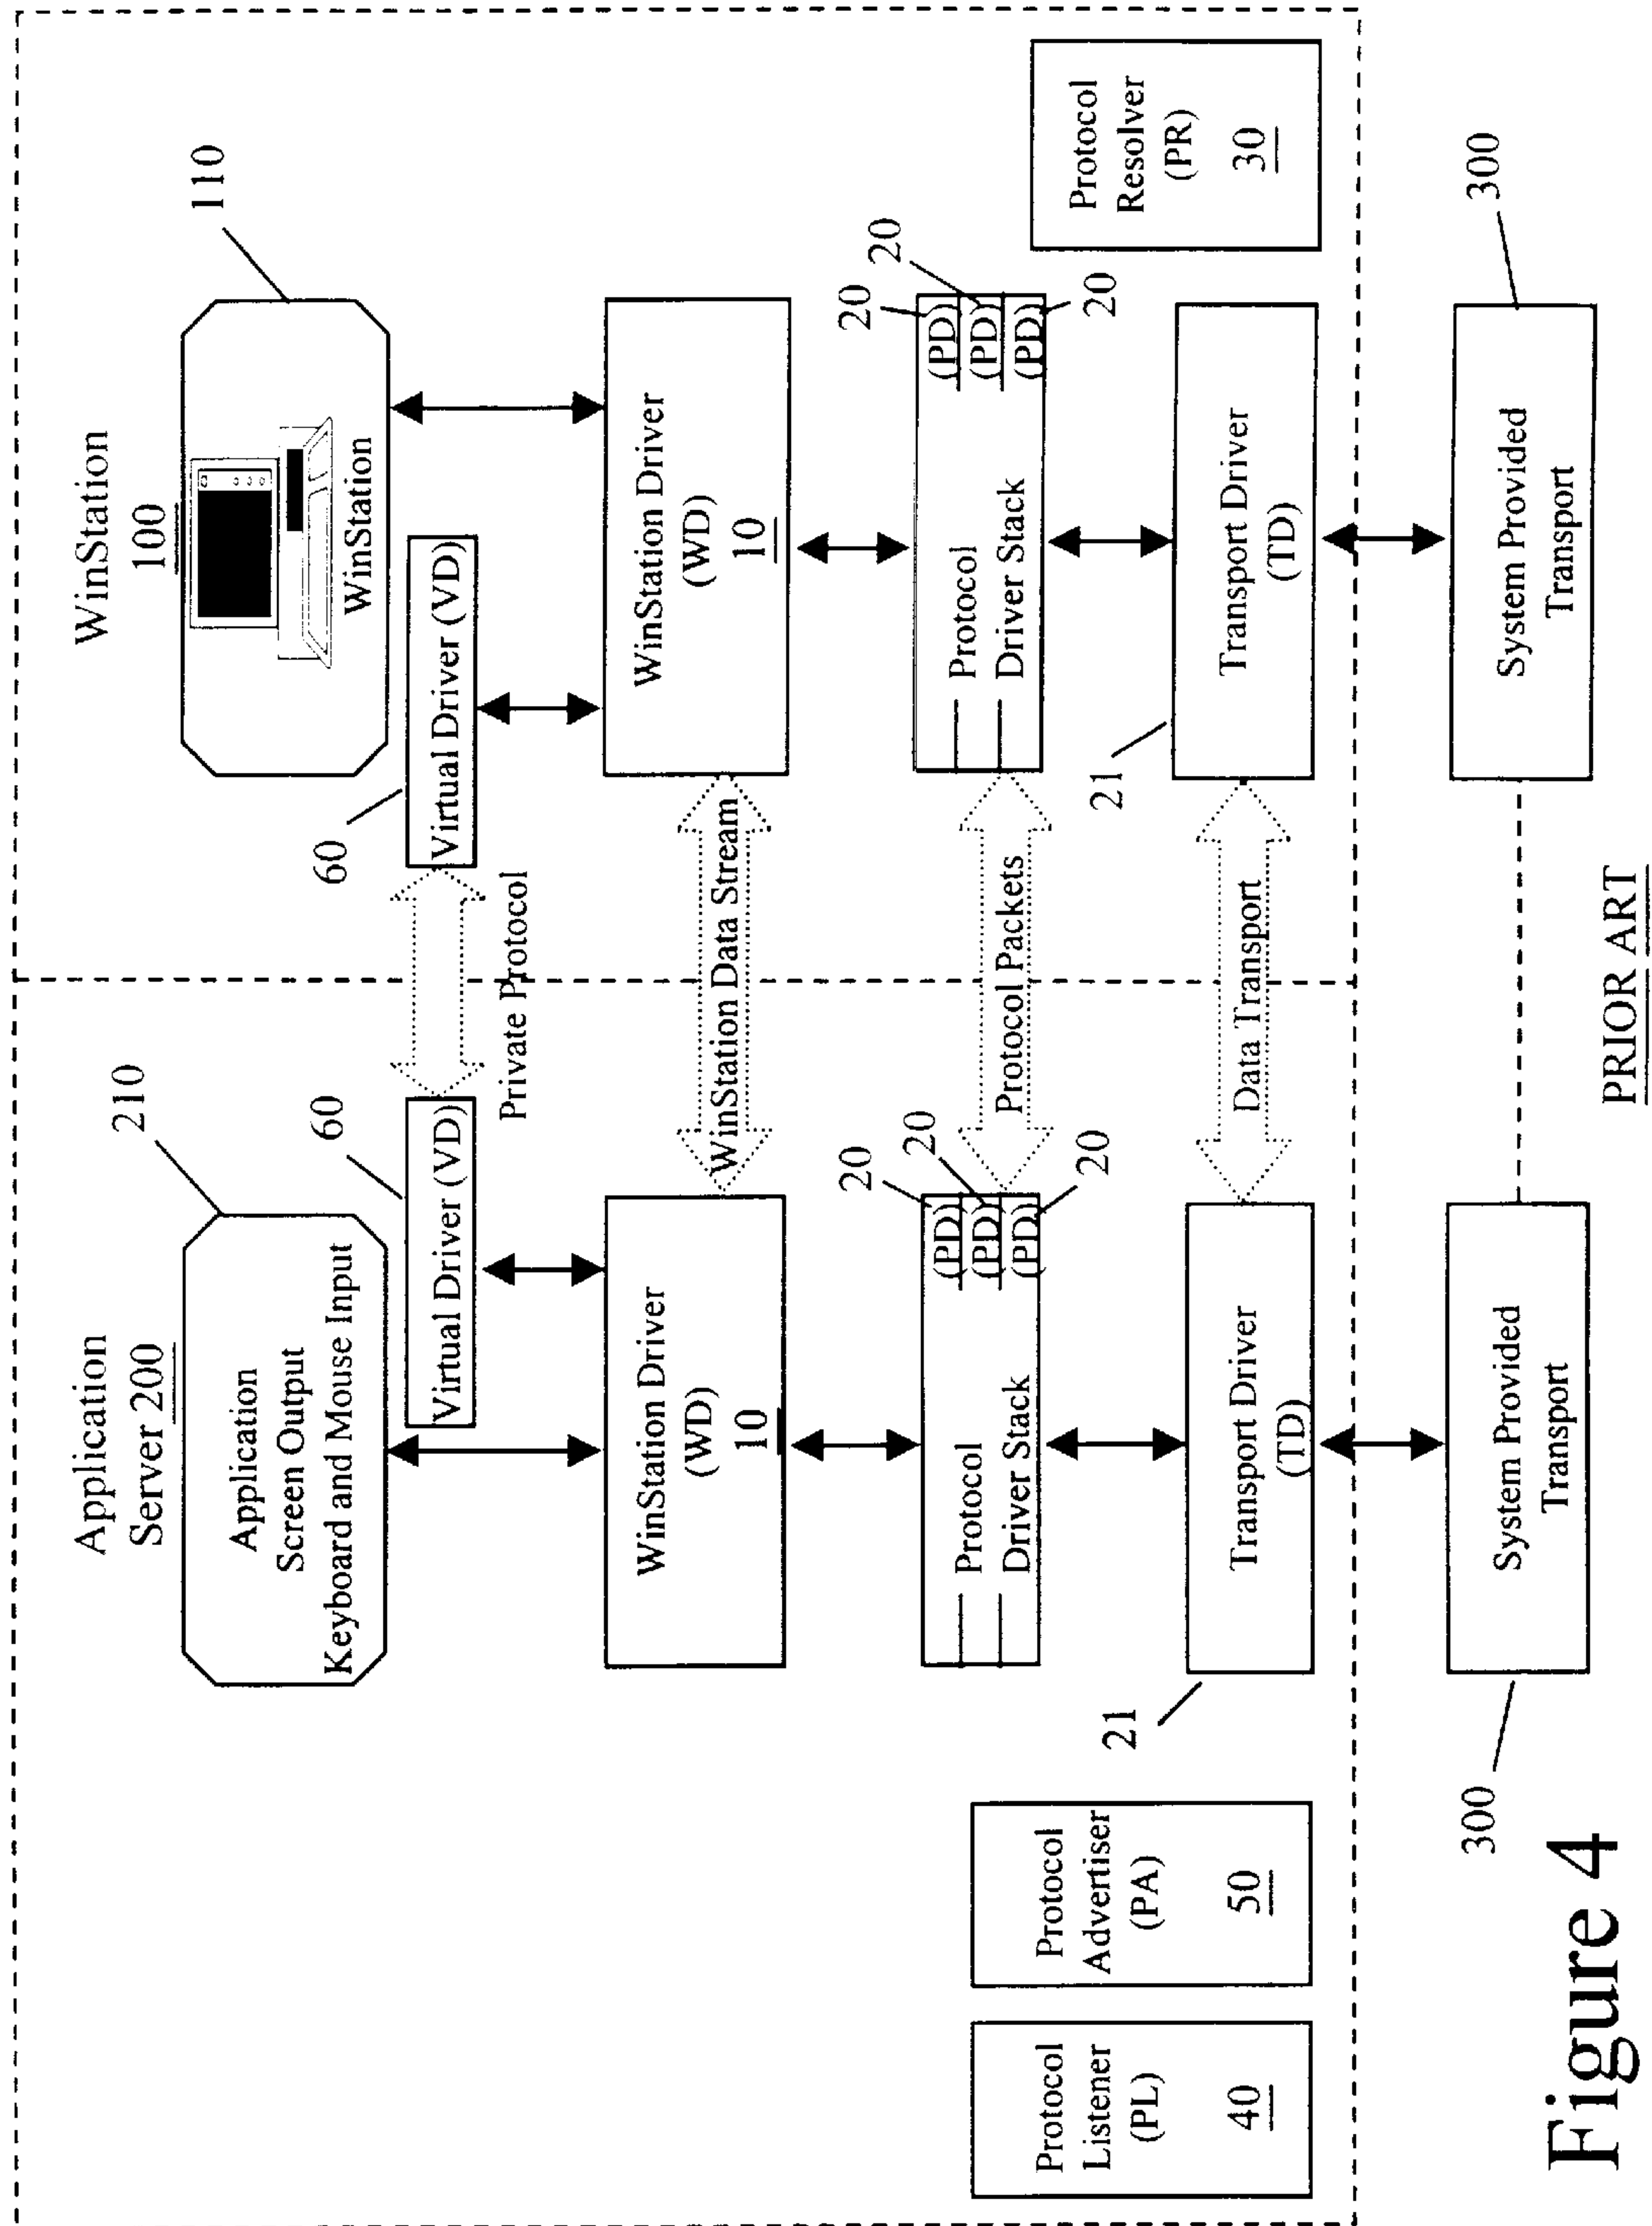 Application
Server 200
WinStation
100
210
110
Application
Screen Output
Keyboard and Mouse Input
WinStation
60
Virtual Driver (VD)
60
Virtual Driver (VD)
Private Protocol
WinStation Driver
(WD)
10
WinStation Data Stream
WinStation Driver
(WD)
10
20
20
20
(PD)
(PD)
(PD)
Protocol
Driver Stack
Protocol Packets
20
20
20
(PD)
(PD)
(PD)
Protocol
Driver Stack
Protocol
Listener
(PL)
40
Protocol
Advertiser
(PA)
50
21
Transport Driver
(TD)
Data Transport
21
Transport Driver
(TD)
Protocol
Resolver
(PR)
30
300
System Provided
Transport
System Provided
Transport
300
Figure 4
PRIOR ART